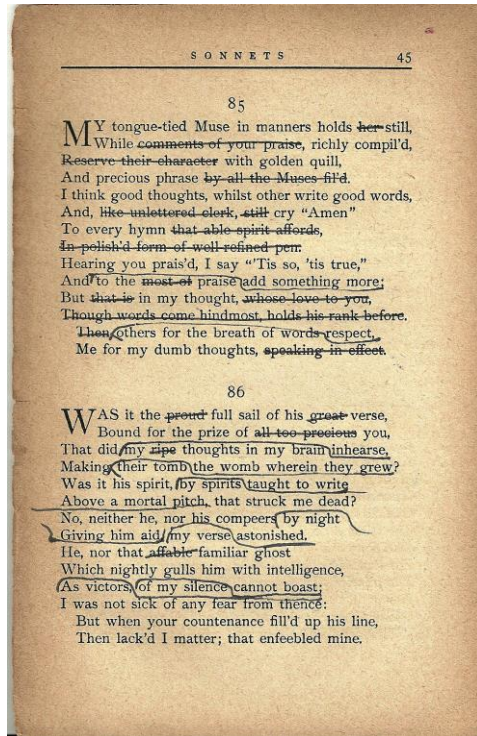 SONNETS 45
85
MY tongue-tied Muse in manners holds her still,
While comments of your praise, richly compil'd,
Reserve their character with golden quill,
And precious phrase by all the Muses fil'd.
I think good thoughts, whilst other write good words,
And, like unlettered clerk, still cry "Amen"
To every hymn that able spirit affords,
In polish'd form of well-refined pen.
Hearing you prais'd, I say "'Tis so, 'tis true,"
And to the most of praise add something more;
But that is in my thought, whose love to you,
Though words come hindmost, holds his rank before.
Then others for the breath of words respect,
Me for my dumb thoughts, speaking in effect.
86
WAS it the proud full sail of his great verse,
Bound for the prize of all too precious you,
That did my ripe thoughts in my brain inhearse,
Making their tomb the womb wherein they grew?
Was it his spirit, by spirits taught to write
Above a mortal pitch, that struck me dead?
No, neither he, nor his compeers by night
Giving him aid, my verse astonished.
He, nor that affable familiar ghost
Which nightly gulls him with intelligence,
As victors, of my silence cannot boast;
I was not sick of any fear from thence:
But when your countenance fill'd up his line,
Then lack'd I matter; that enfeebled mine.